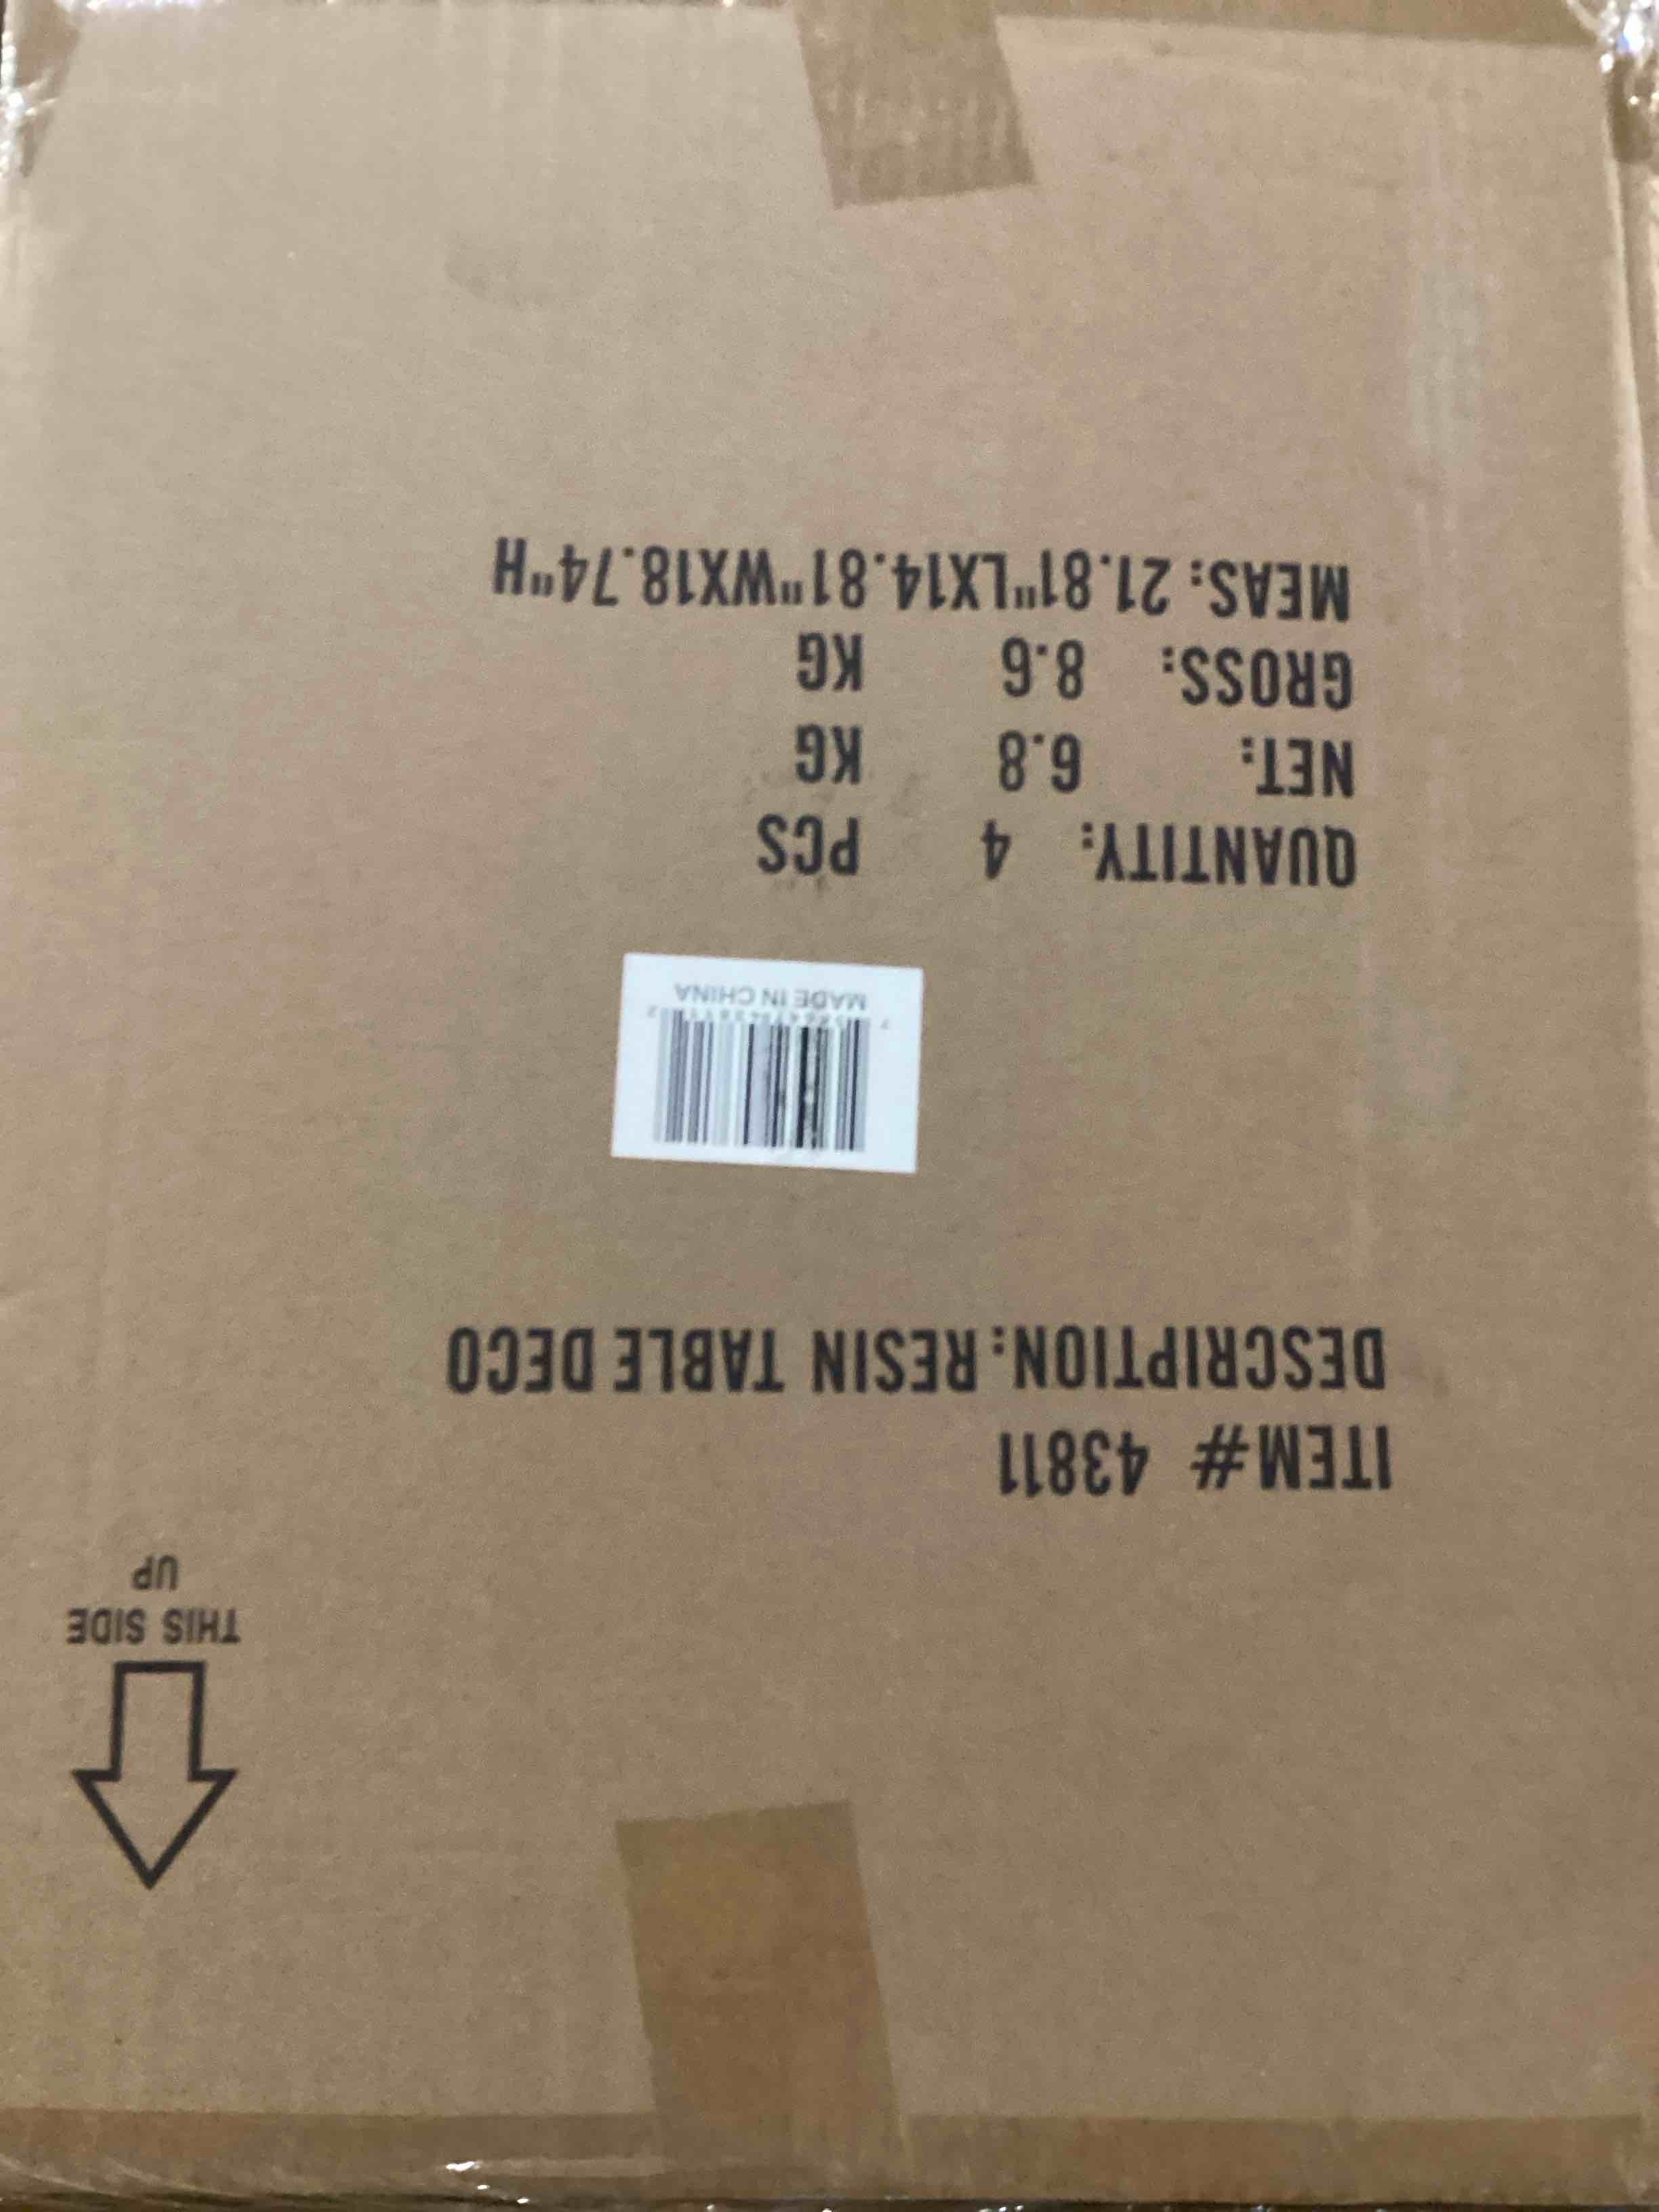 THIS SIDE
UP
ITEM# 43811
DESCRIPTION: RESIN TABLE DECO
MADE IN CHINA
QUANTITY: 4 PCS
NET: 6.8 KG
GROSS: 8.6 KG
MEAS: 21.81"LX14.81"WX18.74"H